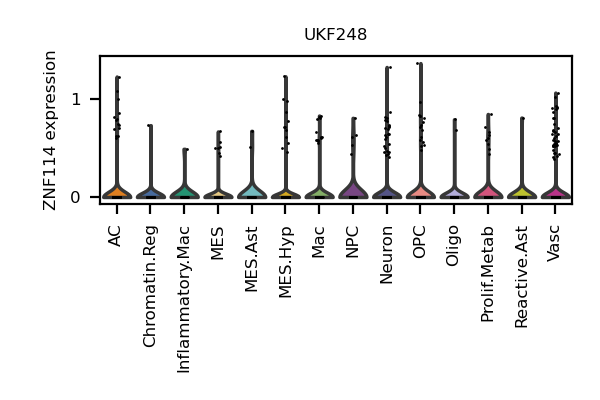 UKF248
ZNF114 expression
1
0
AC
Chromatin.Reg
Inflammatory.Mac
MES
MES.Ast
MES.Hyp
Mac
NPC
Neuron
OPC
Oligo
Prolif.Metab
Reactive.Ast
Vasc